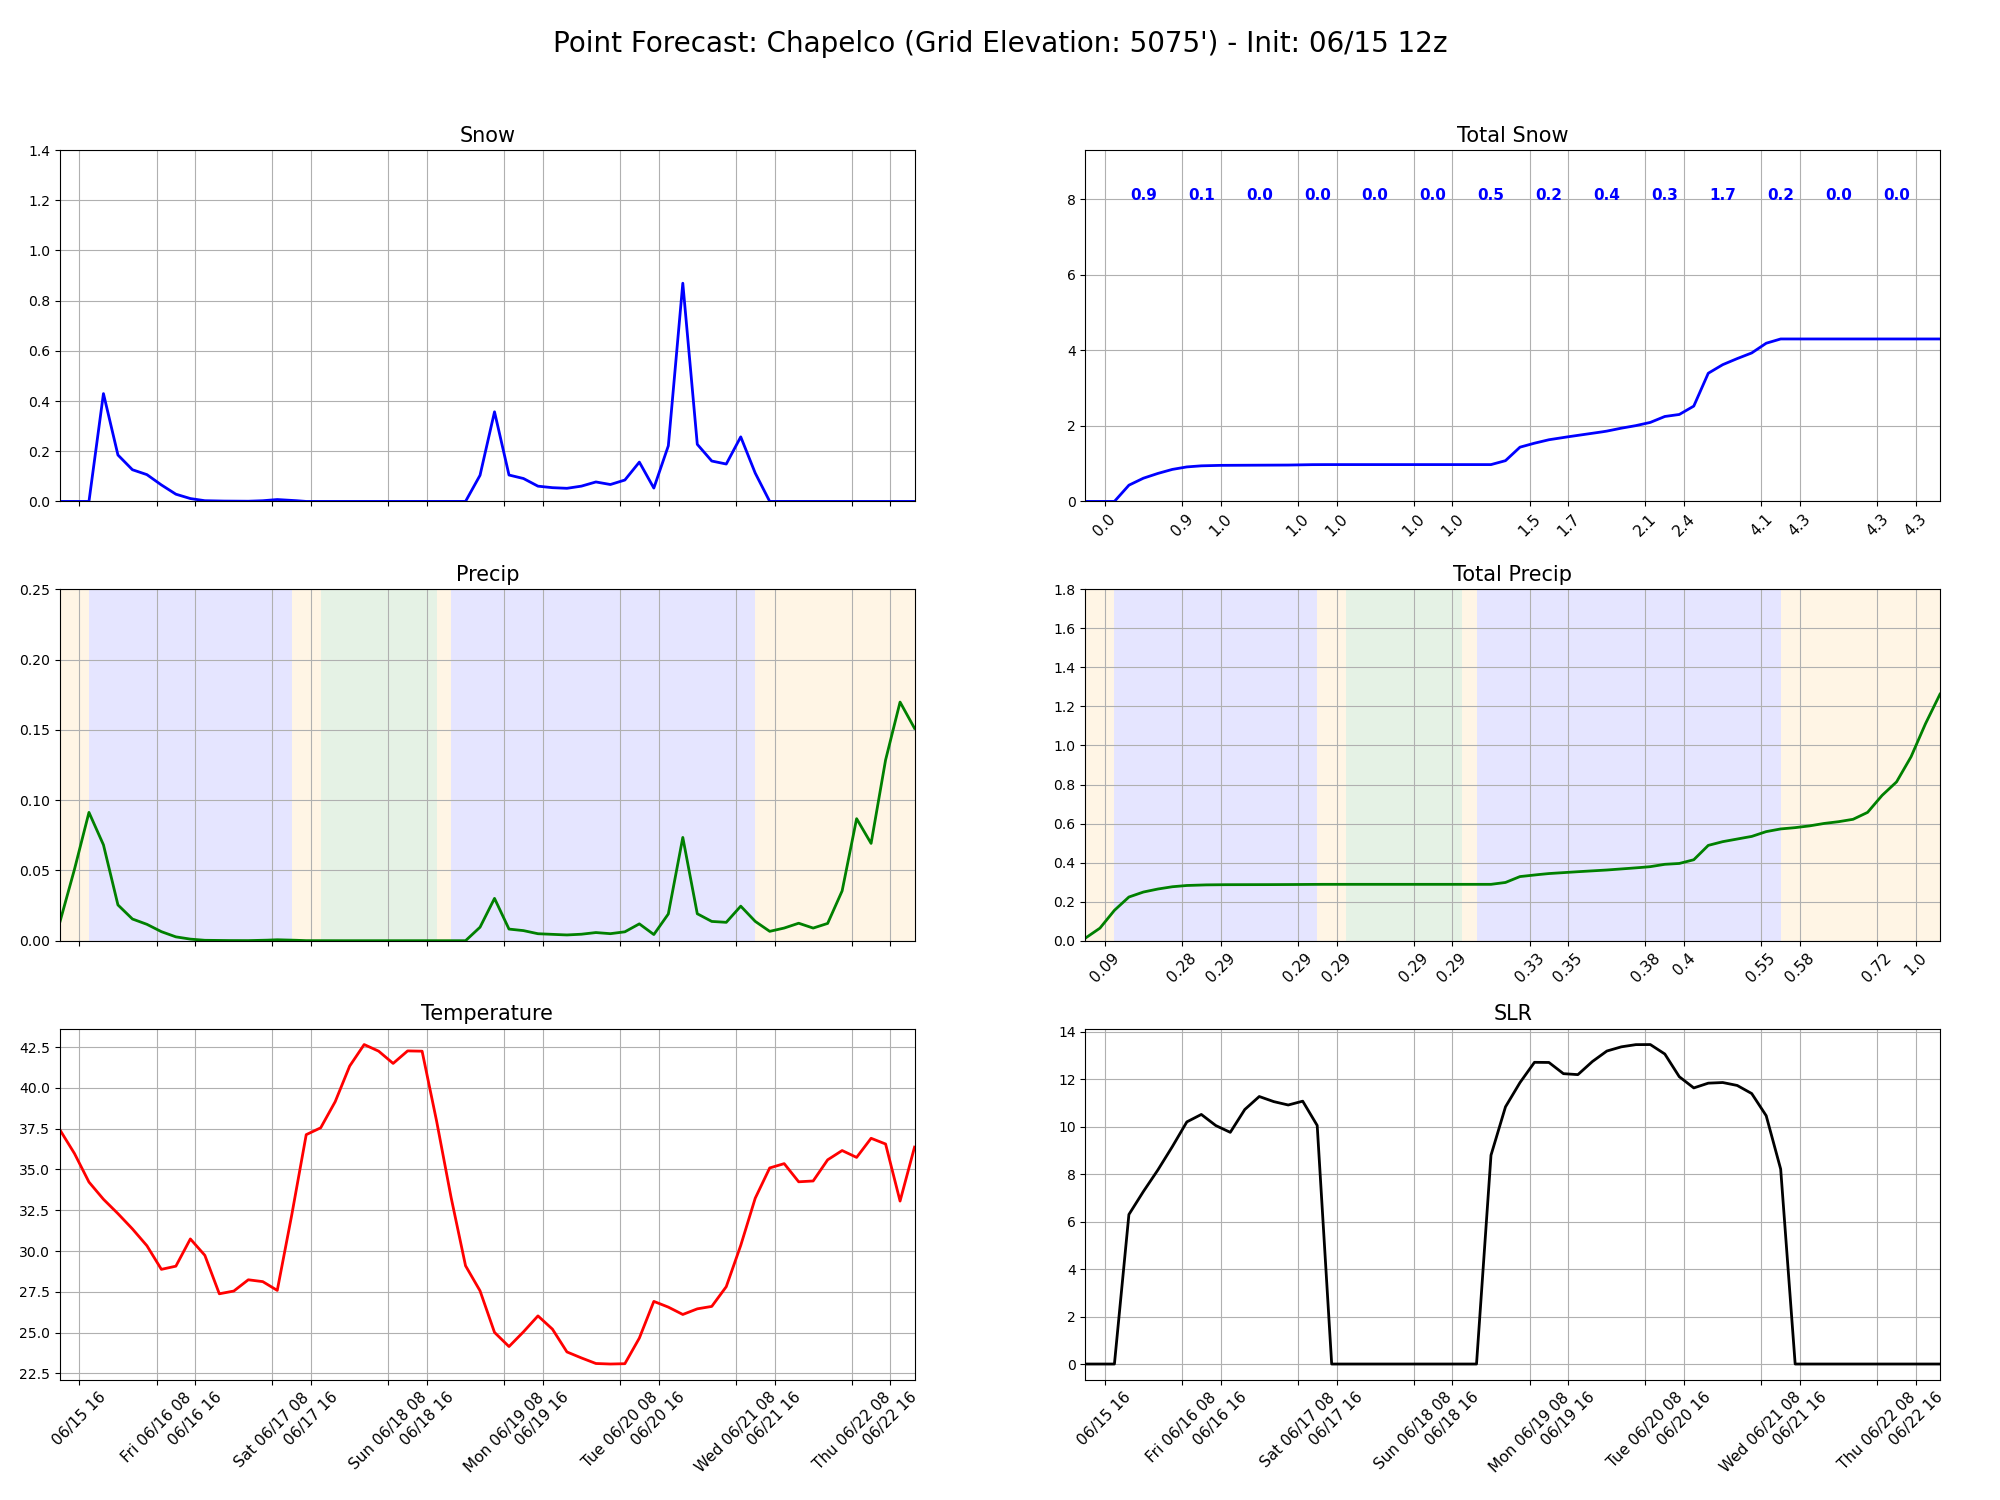 Point Forecast: Chapelco (Grid Elevation: 5075') - Init: 06/15 12z
Snow
1.4
1.2
1.0
0.8
0.6
0.4
0.2
0.0
Total Snow
8
6
4
2
0
0.9 0.1 0.0 0.0 0.0 0.0 0.5 0.2 0.4 0.3 1.7 0.2 0.0 0.0
0.0 0.9 1.0 1.0 1.0 1.0 1.0 1.5 1.7 2.1 2.4 4.1 4.3 4.3 4.3
Precip
0.25
0.20
0.15
0.10
0.05
0.00
Total Precip
1.8
1.6
1.4
1.2
1.0
0.8
0.6
0.4
0.2
0.0
0.09 0.28 0.29 0.29 0.29 0.29 0.29 0.33 0.35 0.38 0.4 0.55 0.58 0.72 1.0
Temperature
42.5
40.0
37.5
35.0
32.5
30.0
27.5
25.0
22.5
06/15 16
Fri 06/16 08
06/16 16
Sat 06/17 08
06/17 16
Sun 06/18 08
06/18 16
Mon 06/19 08
06/19 16
Tue 06/20 08
06/20 16
Wed 06/21 08
06/21 16
Thu 06/22 08
06/22 16
SLR
14
12
10
8
6
4
2
0
06/15 16
Fri 06/16 08
06/16 16
Sat 06/17 08
06/17 16
Sun 06/18 08
06/18 16
Mon 06/19 08
06/19 16
Tue 06/20 08
06/20 16
Wed 06/21 08
06/21 16
Thu 06/22 08
06/22 16